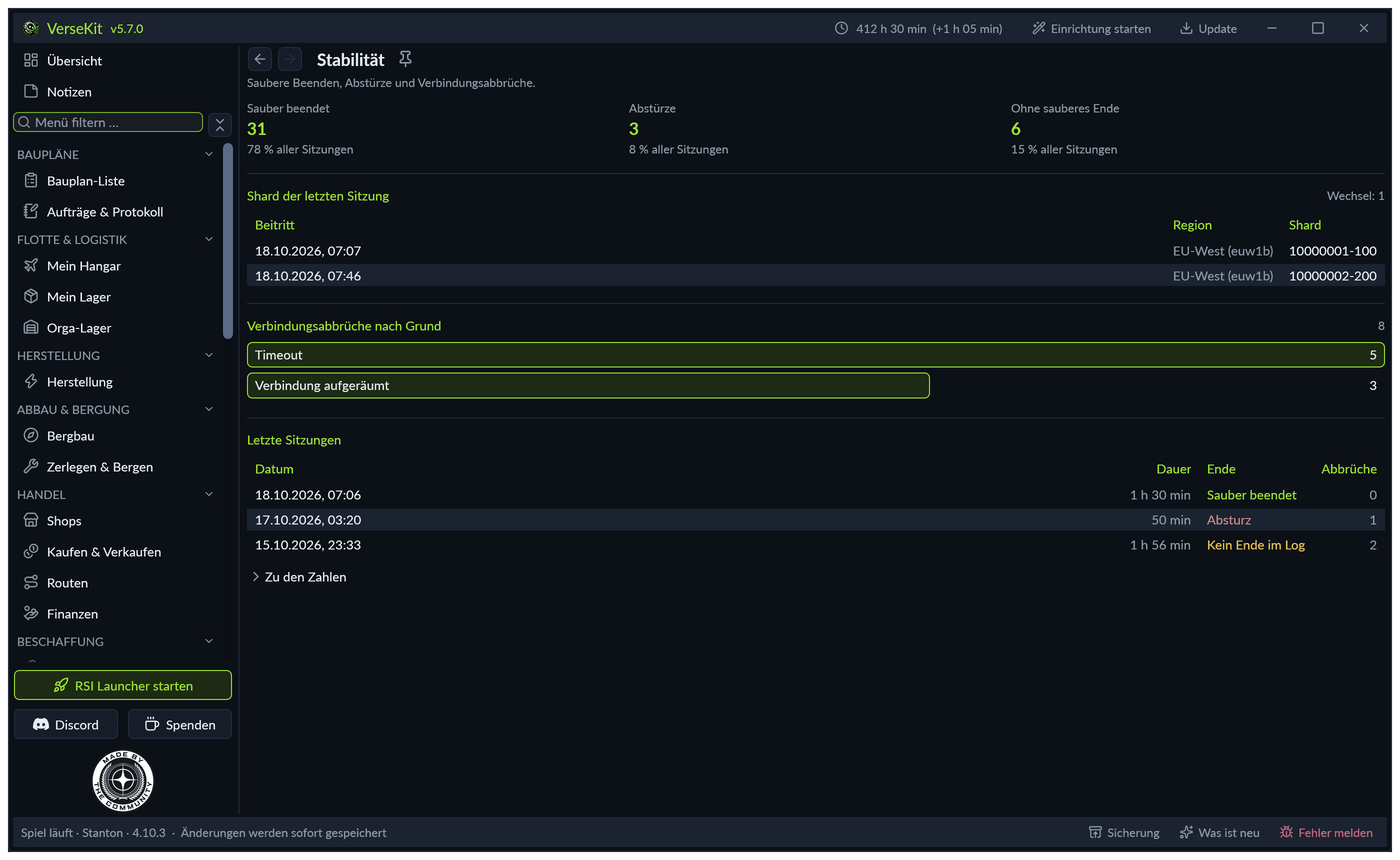 VerseKit v5.7.0
412 h 30 min (+1 h 05 min)
Einrichtung starten
Update
Übersicht
Notizen
Menü filtern ...
BAUPLÄNE
Bauplan-Liste
Aufträge & Protokoll
FLOTTE & LOGISTIK
Mein Hangar
Mein Lager
Orga-Lager
HERSTELLUNG
Herstellung
ABBAU & BERGUNG
Bergbau
Zerlegen & Bergen
HANDEL
Shops
Kaufen & Verkaufen
Routen
Finanzen
BESCHAFFUNG
RSI Launcher starten
Discord
Spenden
MADE BY
THE COMMUNITY
Stabilität
Saubere Beenden, Abstürze und Verbindungsabbrüche.
Sauber beendet
31
78 % aller Sitzungen
Abstürze
3
8 % aller Sitzungen
Ohne sauberes Ende
6
15 % aller Sitzungen
Shard der letzten Sitzung Wechsel: 1
Beitritt Region Shard
18.10.2026, 07:07 EU-West (euw1b) 10000001-100
18.10.2026, 07:46 EU-West (euw1b) 10000002-200
Verbindungsabbrüche nach Grund 8
Timeout 5
Verbindung aufgeräumt 3
Letzte Sitzungen
Datum Dauer Ende Abbrüche
18.10.2026, 07:06 1 h 30 min Sauber beendet 0
17.10.2026, 03:20 50 min Absturz 1
15.10.2026, 23:33 1 h 56 min Kein Ende im Log 2
Zu den Zahlen
Spiel läuft · Stanton · 4.10.3 · Änderungen werden sofort gespeichert
Sicherung
Was ist neu
Fehler melden